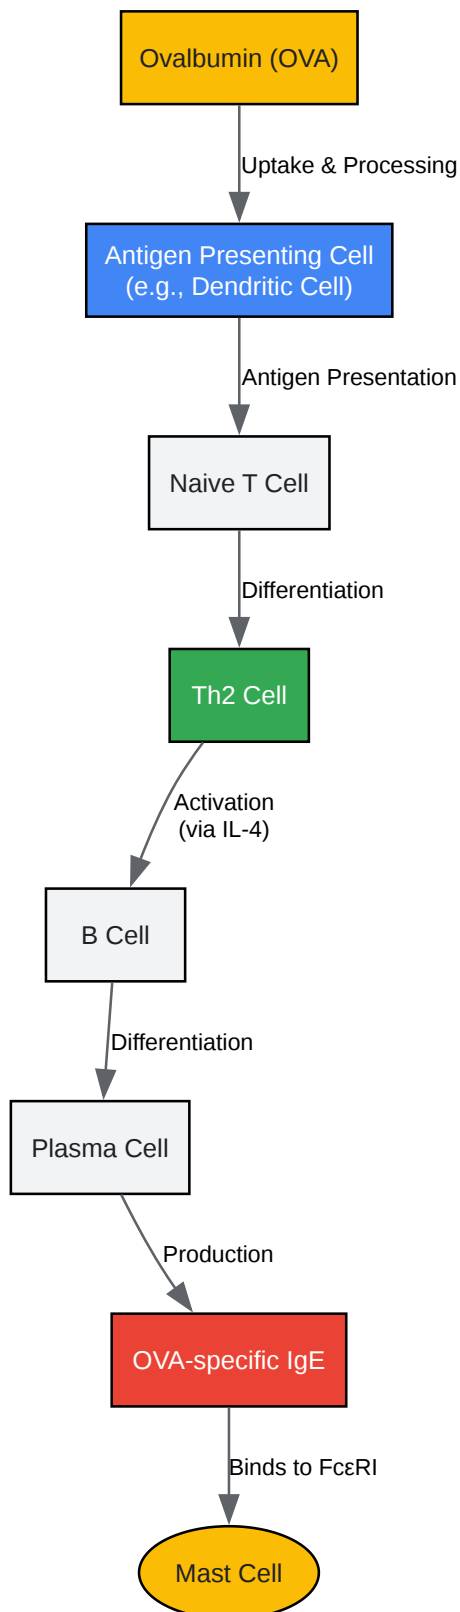 Ovalbumin (OVA)
Uptake & Processing
Antigen Presenting Cell
(e.g., Dendritic Cell)
Antigen Presentation
Naive T Cell
Differentiation
Th2 Cell
Activation
(via IL-4)
B Cell
Differentiation
Plasma Cell
Production
OVA-specific IgE
Binds to FcεRI
Mast Cell